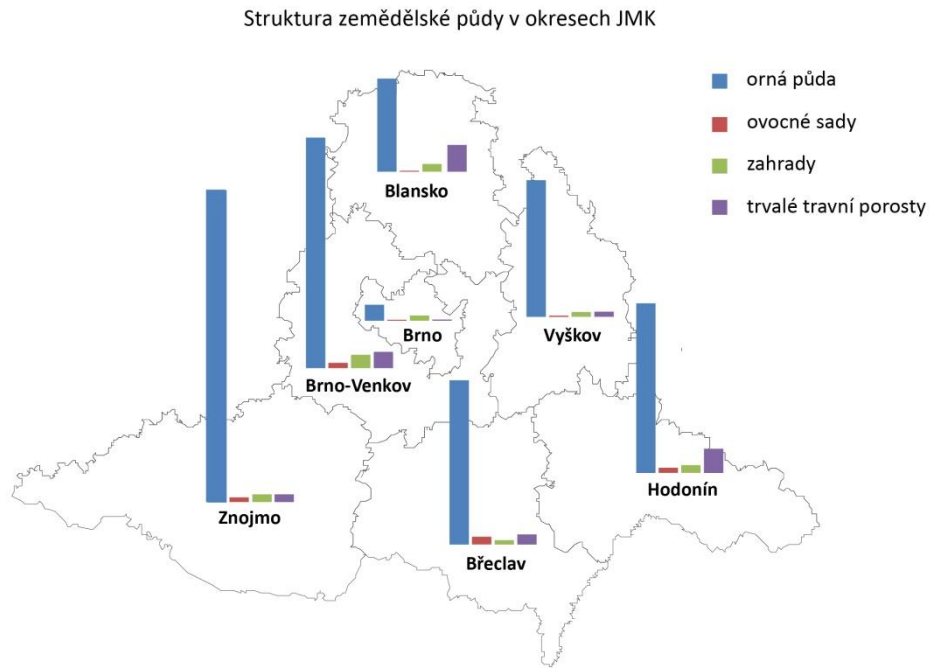 Struktura zemědělské půdy v okresech JMK
orná půda
ovocné sady
zahrady
trvalé travní porosty
Blansko
Brno
Vyškov
Brno-Venkov
Hodonín
Znojmo
Břeclav